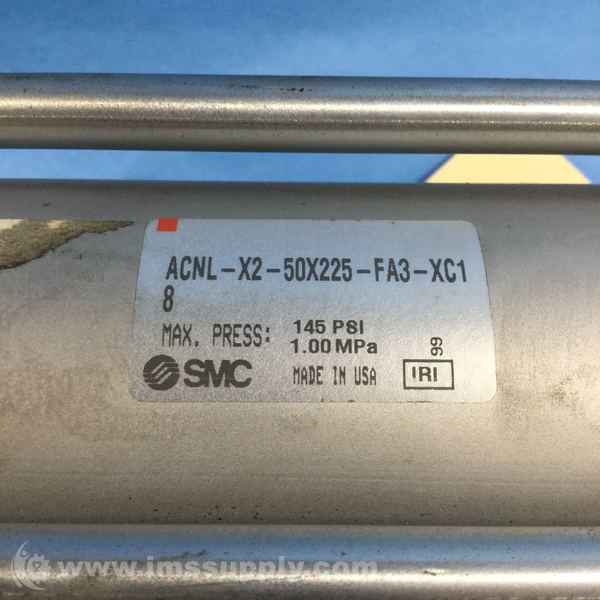 ACNL-X2-50X225-FA3-XC1
8
MAX. PRESS: 145 PSI
1.00 MPa
SMC MADE IN USA IRI 99
www.imssupply.com